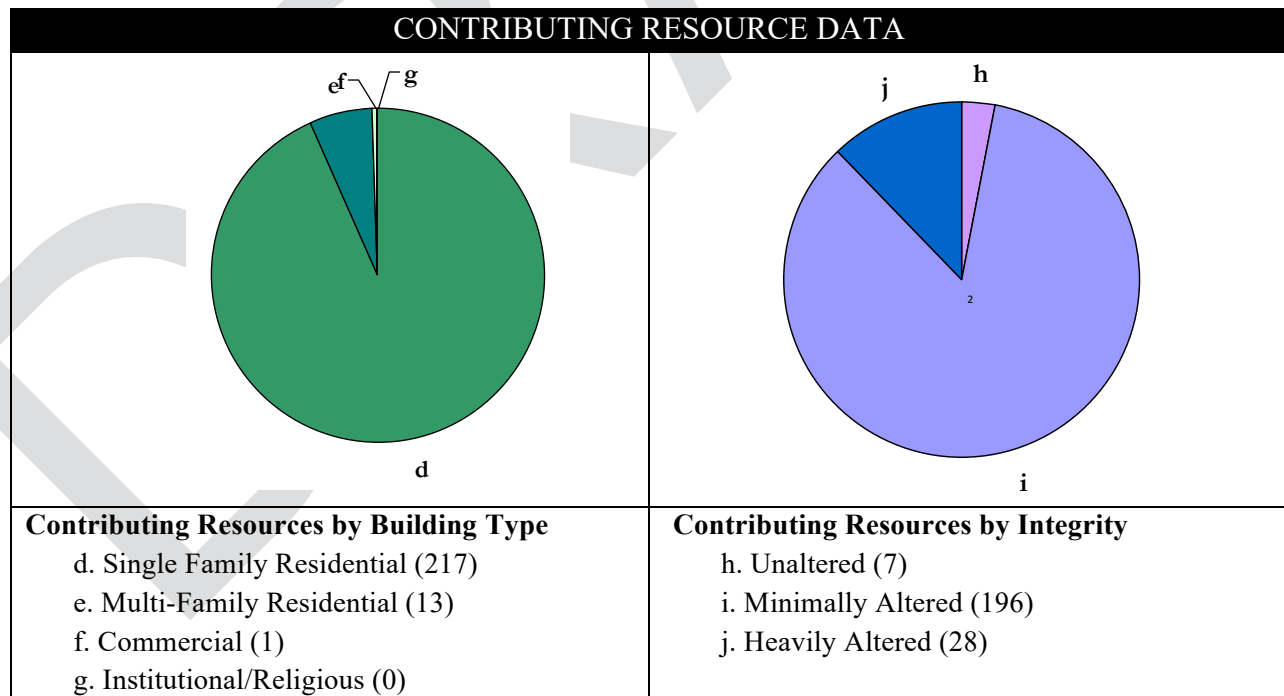 CONTRIBUTING RESOURCE DATA
e
f
g
d
j
h
2
i
Contributing Resources by Building Type
d. Single Family Residential (217)
e. Multi-Family Residential (13)
f. Commercial (1)
g. Institutional/Religious (0)
Contributing Resources by Integrity
h. Unaltered (7)
i. Minimally Altered (196)
j. Heavily Altered (28)